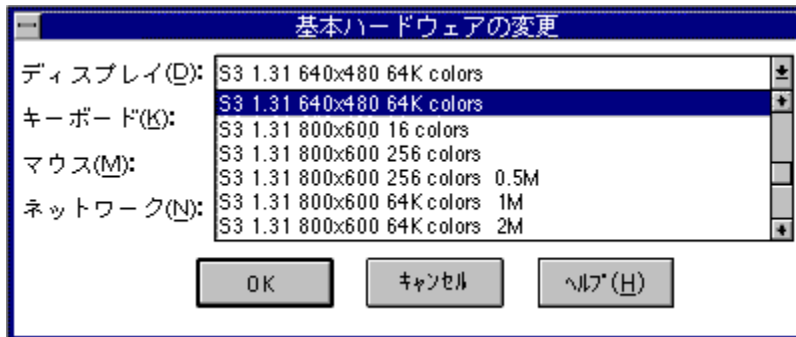 基本ハードウェアの変更
ディスプレイ(D): S3 1.31 640x480 64K colors
S3 1.31 640x480 64K colors
キーボード(K):
S3 1.31 800x600 16 colors
S3 1.31 800x600 256 colors
マウス(M):
S3 1.31 800x600 256 colors 0.5M
S3 1.31 800x600 64K colors 1M
ネットワーク(N):
S3 1.31 800x600 64K colors 2M
OK キャンセル ヘルプ(H)